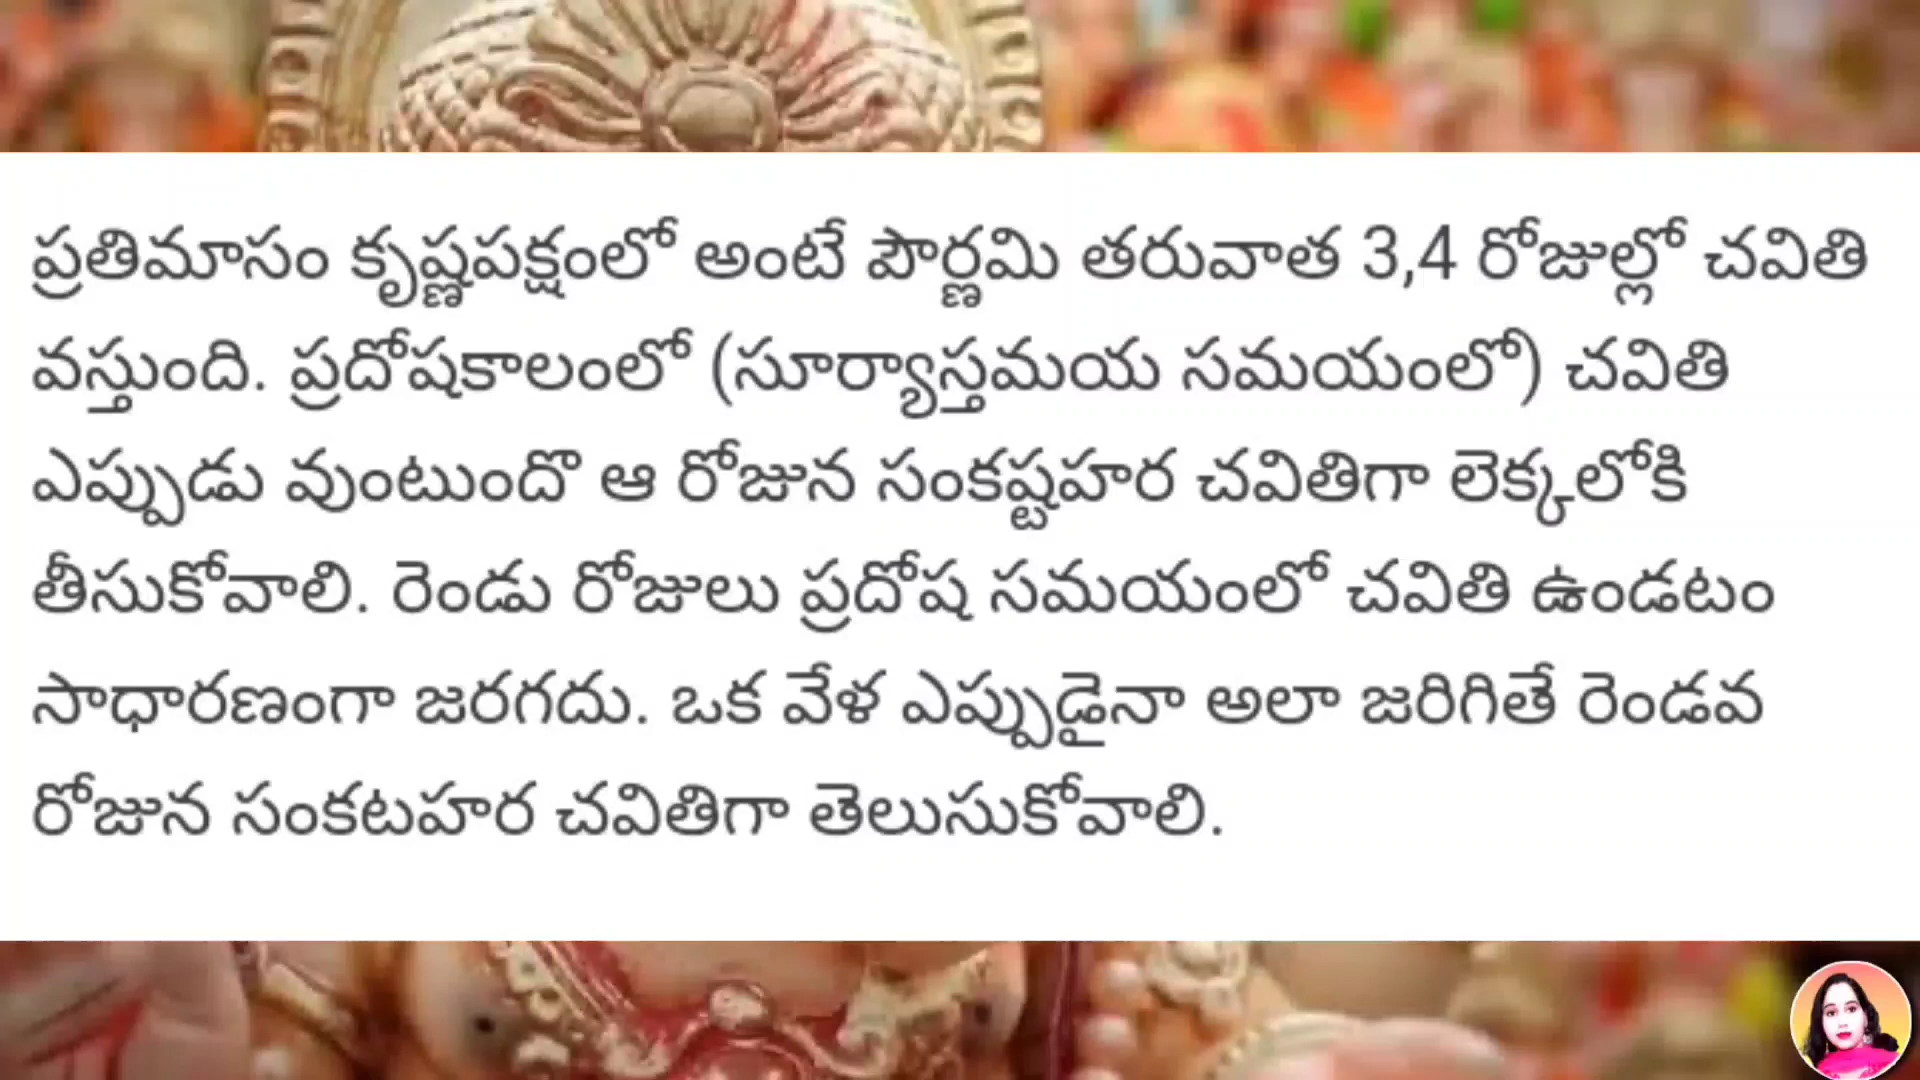 ప్రతిమాసం కృష్ణపక్షంలో అంటే పౌర్ణమి తరువాత 3,4 రోజుల్లో చవితి
వస్తుంది. ప్రదోషకాలంలో (సూర్యాస్తమయ సమయంలో) చవితి
ఎప్పుడు వుంటుందొ ఆ రోజున సంకష్టహర చవితిగా లెక్కలోకి
తీసుకోవాలి. రెండు రోజులు ప్రదోష సమయంలో చవితి ఉండటం
సాధారణంగా జరగదు. ఒక వేళ ఎప్పుడైనా అలా జరిగితే రెండవ
రోజున సంకటహర చవితిగా తెలుసుకోవాలి.